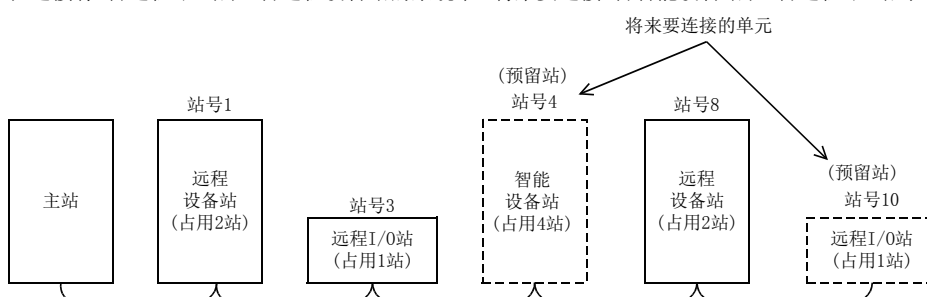 将来要连接的单元
(预留站)
站号4
站号1
站号8
(预留站)
站号10
站号3
主站
远程
设备站
(占用2站)
远程I/O站
(占用1站)
智能
设备站
(占用4站)
远程
设备站
(占用2站)
远程I/O站
(占用1站)